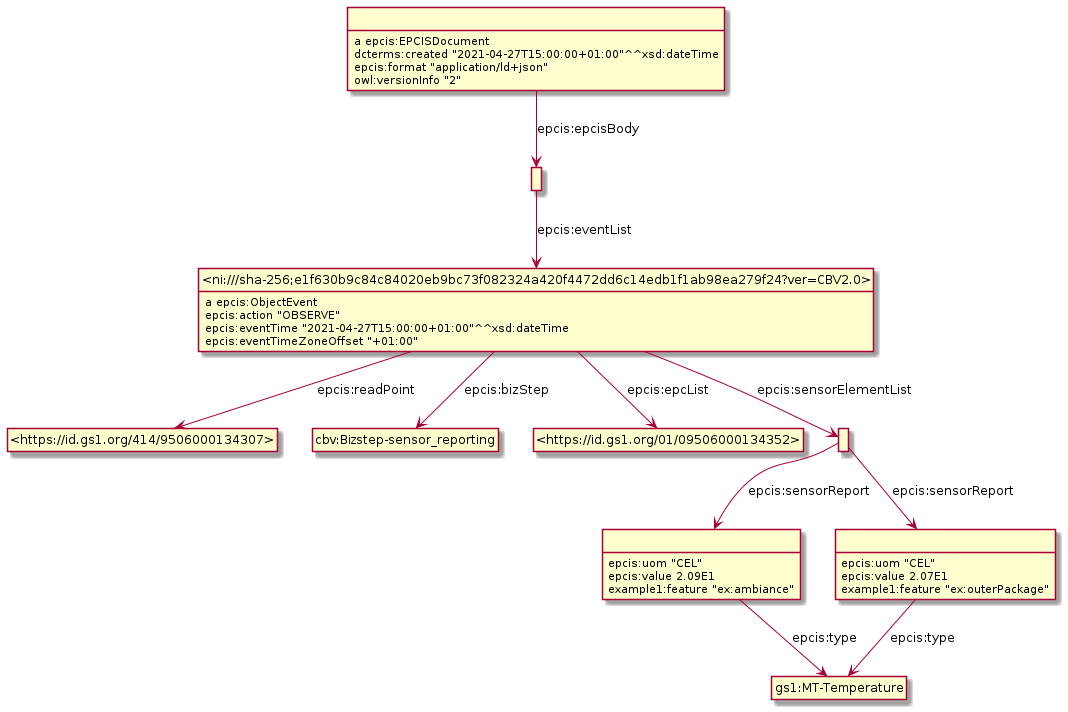 a epcis:EPCISDocument
dcterms:created "2021-04-27T15:00:00+01:00"^^xsd:dateTime
epcis:format "application/ld+json"
owl:versionInfo "2"
epcis:epcisBody
epcis:eventList
<ni:///sha-256;e1f630b9c84c84020eb9bc73f082324a420f4472dd6c14edb1f1ab98ea279f24?ver=CBV2.0>
a epcis:ObjectEvent
epcis:action "OBSERVE"
epcis:eventTime "2021-04-27T15:00:00+01:00"^^xsd:dateTime
epcis:eventTimeZoneOffset "+01:00"
epcis:readPoint
epcis:bizStep
epcis:epcList
epcis:sensorElementList
<https://id.gs1.org/414/9506000134307>
cbv:Bizstep-sensor_reporting
<https://id.gs1.org/01/09506000134352>
epcis:sensorReport
epcis:sensorReport
epcis:uom "CEL"
epcis:value 2.09E1
example1:feature "ex:ambiance"
epcis:uom "CEL"
epcis:value 2.07E1
example1:feature "ex:outerPackage"
epcis:type
epcis:type
gs1:MT-Temperature